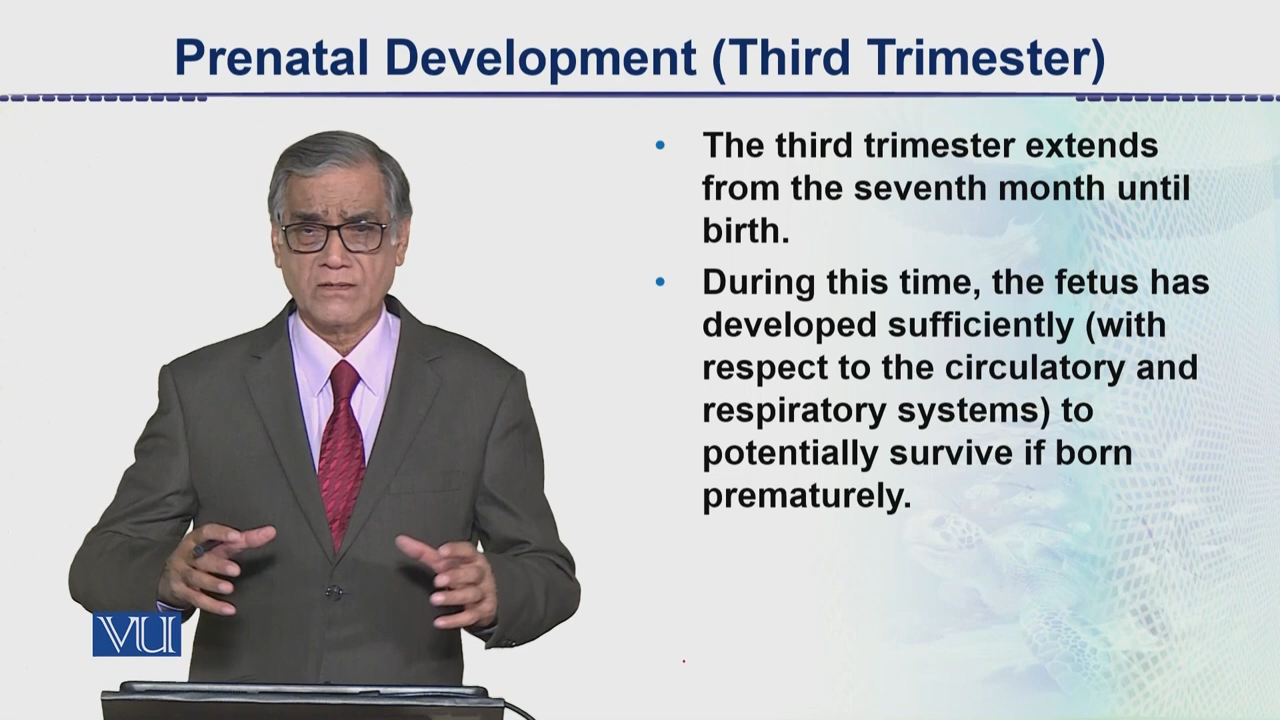 Prenatal Development (Third Trimester)
• The third trimester extends
from the seventh month until
birth.
• During this time, the fetus has
developed sufficiently (with
respect to the circulatory and
respiratory systems) to
potentially survive if born
prematurely.
VU